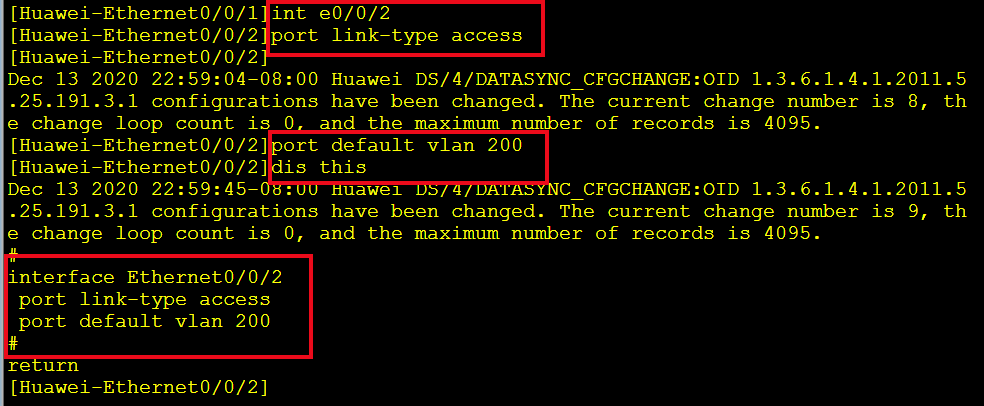 [Huawei-Ethernet0/0/1]int e0/0/2
[Huawei-Ethernet0/0/2]port link-type access
[Huawei-Ethernet0/0/2]
Dec 13 2020 22:59:04-08:00 Huawei DS/4/DATASYNC_CFGCHANGE:OID 1.3.6.1.4.1.2011.5
.25.191.3.1 configurations have been changed. The current change number is 8, th
e change loop count is 0, and the maximum number of records is 4095.
[Huawei-Ethernet0/0/2]port default vlan 200
[Huawei-Ethernet0/0/2]dis this
Dec 13 2020 22:59:45-08:00 Huawei DS/4/DATASYNC_CFGCHANGE:OID 1.3.6.1.4.1.2011.5
.25.191.3.1 configurations have been changed. The current change number is 9, th
e change loop count is 0, and the maximum number of records is 4095.
#
interface Ethernet0/0/2
 port link-type access
 port default vlan 200
#
return
[Huawei-Ethernet0/0/2]